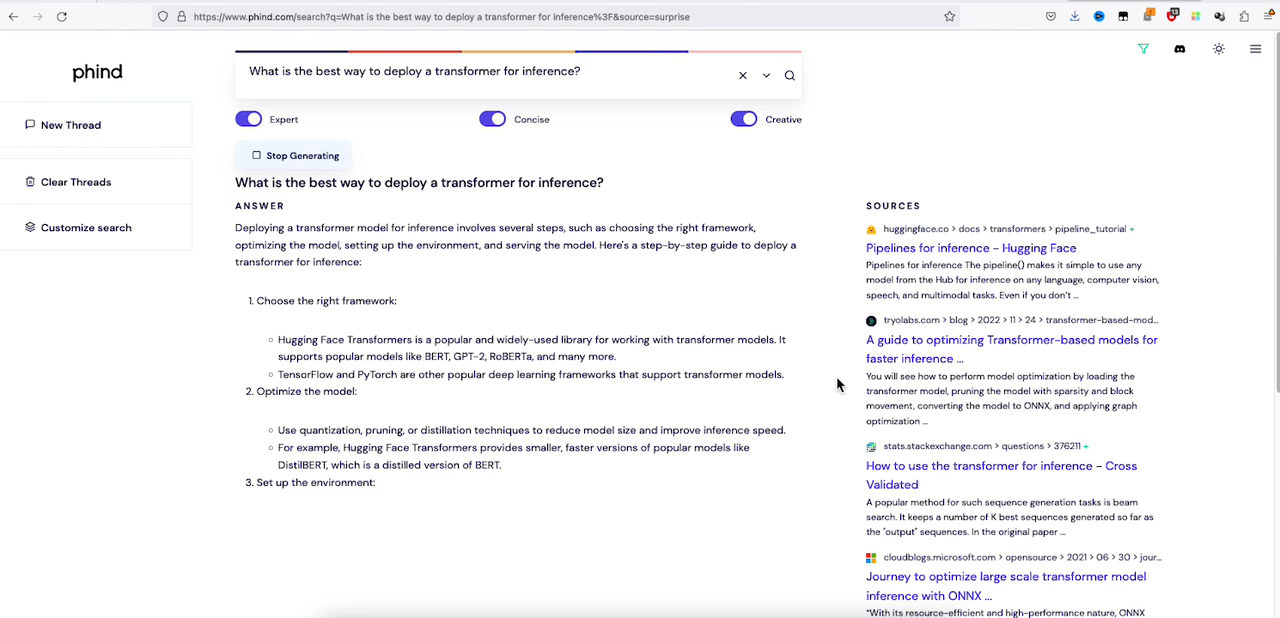 https://www.phind.com/search?q=What is the best way to deploy a transformer for inference%3F&source=surprise
phind
What is the best way to deploy a transformer for inference?
New Thread
Clear Threads
Customize search
Expert
Concise
Creative
Stop Generating
What is the best way to deploy a transformer for inference?
ANSWER
Deploying a transformer model for inference involves several steps, such as choosing the right framework,
optimizing the model, setting up the environment, and serving the model. Here's a step-by-step guide to deploy a
transformer for inference:
1. Choose the right framework:
Hugging Face Transformers is a popular and widely-used library for working with transformer models. It
supports popular models like BERT, GPT-2, RoBERTa, and many more.
TensorFlow and PyTorch are other popular deep learning frameworks that support transformer models.
2. Optimize the model:
Use quantization, pruning, or distillation techniques to reduce model size and improve inference speed.
For example, Hugging Face Transformers provides smaller, faster versions of popular models like
DistilBERT, which is a distilled version of BERT.
3. Set up the environment:
SOURCES
huggingface.co > docs > transformers > pipeline_tutorial +
Pipelines for inference - Hugging Face
Pipelines for inference The pipeline() makes it simple to use any
model from the Hub for inference on any language, computer vision,
speech, and multimodal tasks. Even if you don't ...
tryolabs.com > blog > 2022 > 11 > 24 > transformer-based-mod...
A guide to optimizing Transformer-based models for
faster inference ...
You will see how to perform model optimization by loading the
transformer model, pruning the model with sparsity and block
movement, converting the model to ONNX, and applying graph
optimization ...
stats.stackexchange.com > questions > 376211 +
How to use the transformer for inference - Cross
Validated
A popular method for such sequence generation tasks is beam
search. It keeps a number of K best sequences generated so far as
the "output" sequences. In the original paper ...
cloudblogs.microsoft.com > opensource > 2021 > 06 > 30 > jour...
Journey to optimize large scale transformer model
inference with ONNX ...
"With its resource-efficient and high-performance nature, ONNX